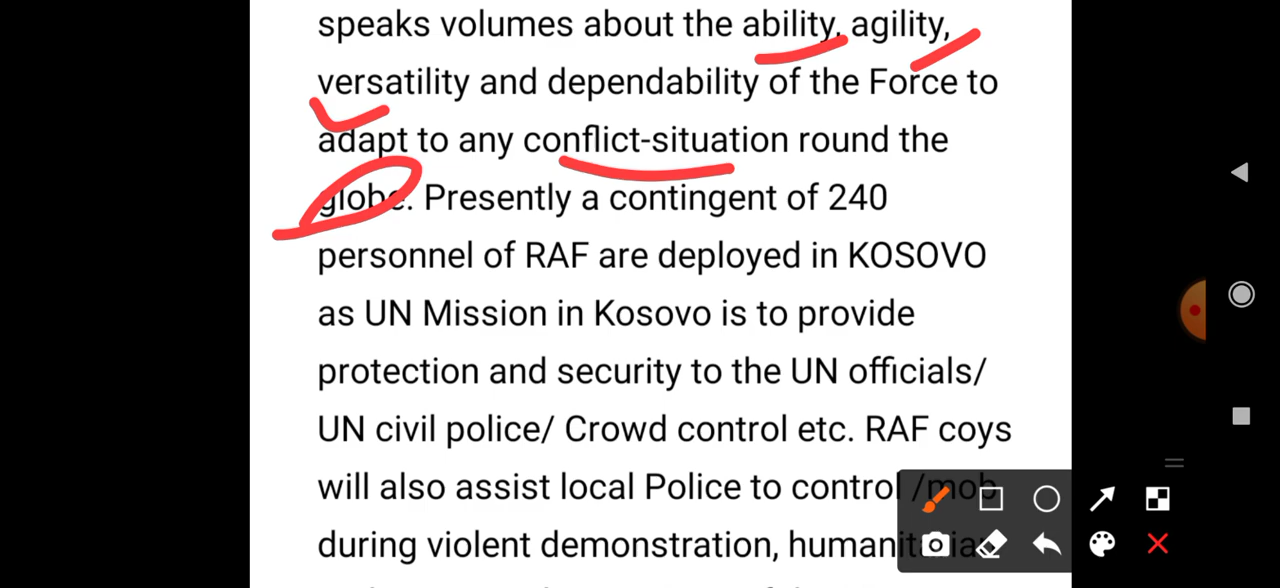 speaks volumes about the ability, agility,
versatility and dependability of the Force to
adapt to any conflict-situation round the
globe. Presently a contingent of 240
personnel of RAF are deployed in KOSOVO
as UN Mission in Kosovo is to provide
protection and security to the UN officials/
UN civil police/ Crowd control etc. RAF coys
will also assist local Police to control /mob
during violent demonstration, humanitarian